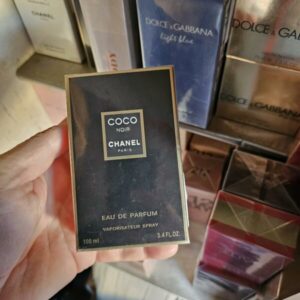 CHANEL
DOLCE & GABBANA
light blue
DOLCE & GABBANA
COCO
NOIR
CHANEL
PARIS
EAU DE PARFUM
100 ml
3.4 FL.OZ.
VAPORISATEUR SPRAY